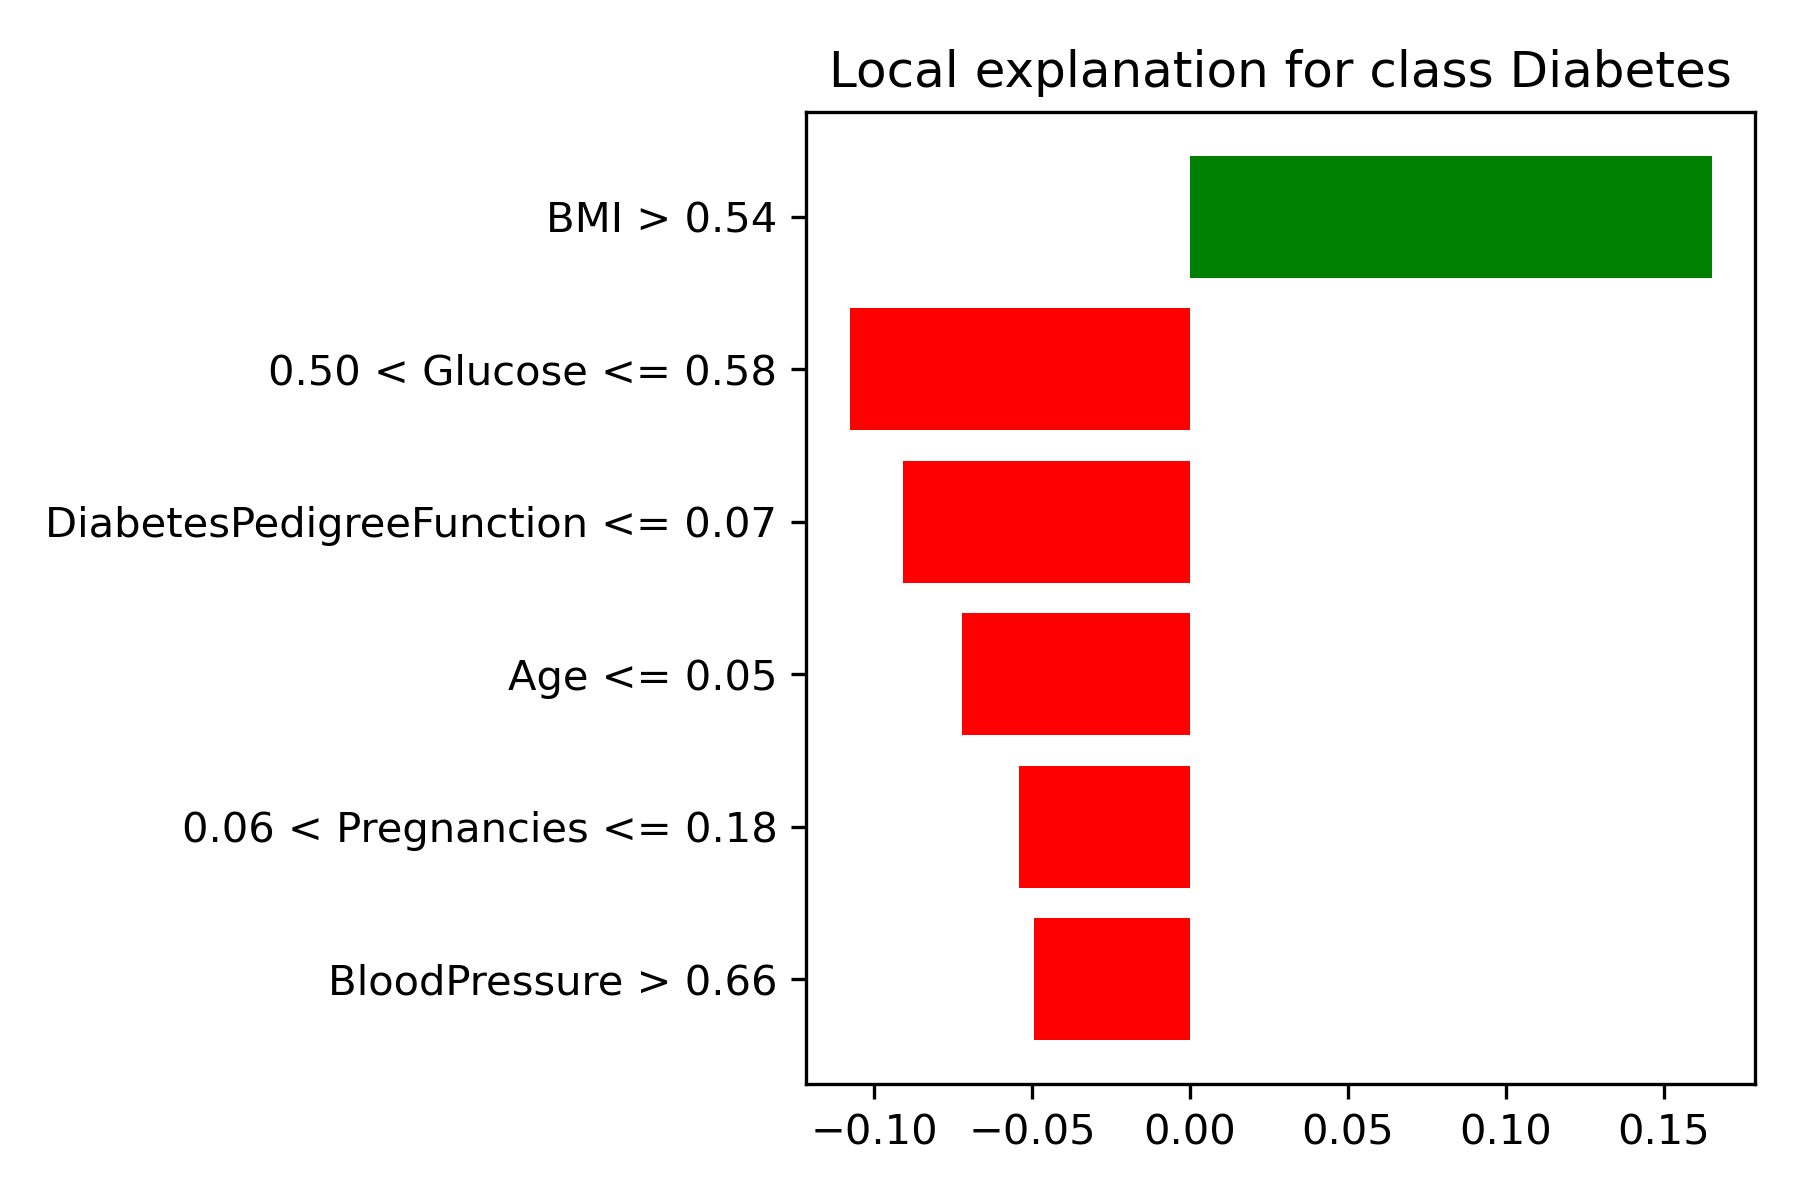 Local explanation for class Diabetes
BMI > 0.54
0.50 < Glucose <= 0.58
DiabetesPedigreeFunction <= 0.07
Age <= 0.05
0.06 < Pregnancies <= 0.18
BloodPressure > 0.66
−0.10 −0.05 0.00 0.05 0.10 0.15